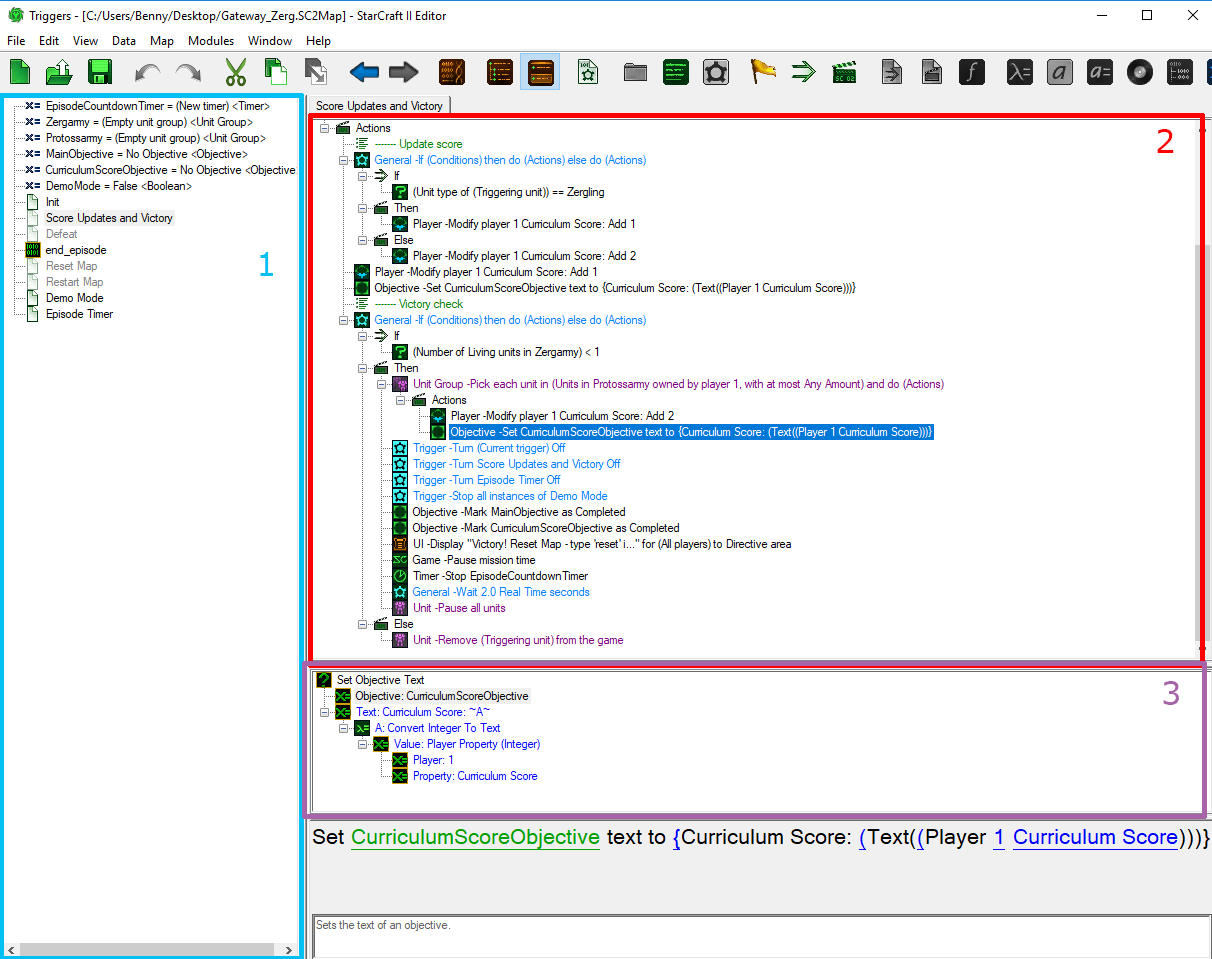 Triggers - [C:/Users/Benny/Desktop/Gateway_Zerg.SC2Map] - StarCraft II Editor
File Edit View Data Map Modules Window Help
EpisodeCountdownTimer = (New timer) <Timer>
Zergarmy = (Empty unit group) <Unit Group>
Protossarmy = (Empty unit group) <Unit Group>
MainObjective = No Objective <Objective>
CurriculumScoreObjective = No Objective <Objective
DemoMode = False <Boolean>
Init
Score Updates and Victory
Defeat
end_episode
Reset Map
Restart Map
Demo Mode
Episode Timer
1
Score Updates and Victory
2
Actions
------- Update score
General -If (Conditions) then do (Actions) else do (Actions)
If
(Unit type of (Triggering unit)) == Zergling
Then
Player -Modify player 1 Curriculum Score: Add 1
Else
Player -Modify player 1 Curriculum Score: Add 2
Player -Modify player 1 Curriculum Score: Add 1
Objective -Set CurriculumScoreObjective text to {Curriculum Score: (Text((Player 1 Curriculum Score)))}
------- Victory check
General -If (Conditions) then do (Actions) else do (Actions)
If
(Number of Living units in Zergarmy) < 1
Then
Unit Group -Pick each unit in (Units in Protossarmy owned by player 1, with at most Any Amount) and do (Actions)
Actions
Player -Modify player 1 Curriculum Score: Add 2
Objective -Set CurriculumScoreObjective text to {Curriculum Score: (Text((Player 1 Curriculum Score)))}
Trigger -Turn (Current trigger) Off
Trigger -Turn Score Updates and Victory Off
Trigger -Turn Episode Timer Off
Trigger -Stop all instances of Demo Mode
Objective -Mark MainObjective as Completed
Objective -Mark CurriculumScoreObjective as Completed
UI -Display "Victory! Reset Map - type 'reset' i..." for (All players) to Directive area
Game -Pause mission time
Timer -Stop EpisodeCountdownTimer
General -Wait 2.0 Real Time seconds
Unit -Pause all units
Else
Unit -Remove (Triggering unit) from the game
3
Set Objective Text
Objective: CurriculumScoreObjective
Text: Curriculum Score: ~A~
A: Convert Integer To Text
Value: Player Property (Integer)
Player: 1
Property: Curriculum Score
Set CurriculumScoreObjective text to {Curriculum Score: (Text((Player 1 Curriculum Score)))}
Sets the text of an objective.